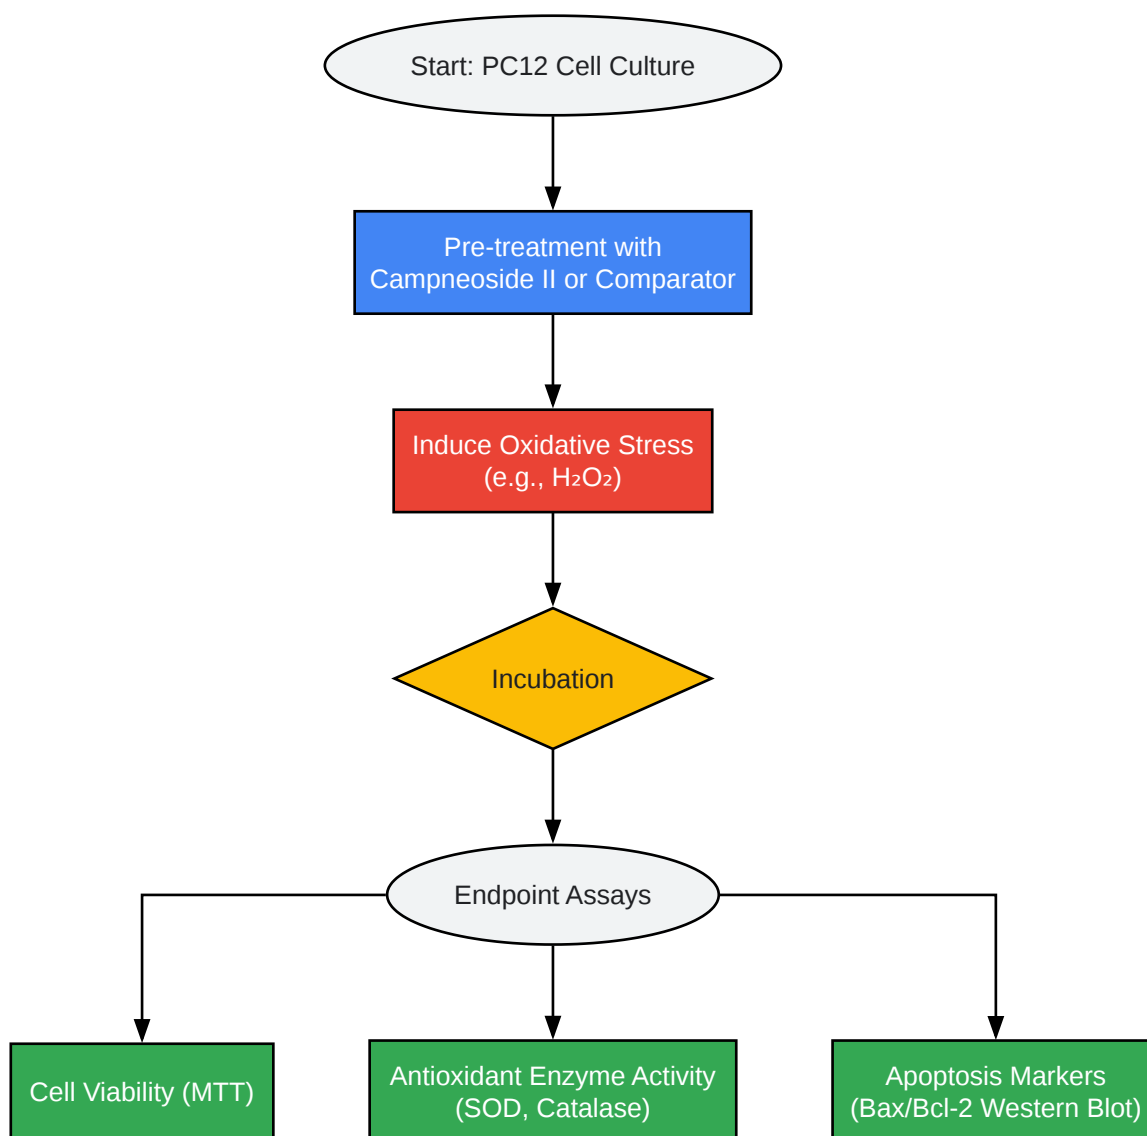 Start: PC12 Cell Culture
Pre-treatment with
Campneoside II or Comparator
Induce Oxidative Stress
(e.g., H₂O₂)
Incubation
Endpoint Assays
Cell Viability (MTT)
Antioxidant Enzyme Activity
(SOD, Catalase)
Apoptosis Markers
(Bax/Bcl-2 Western Blot)